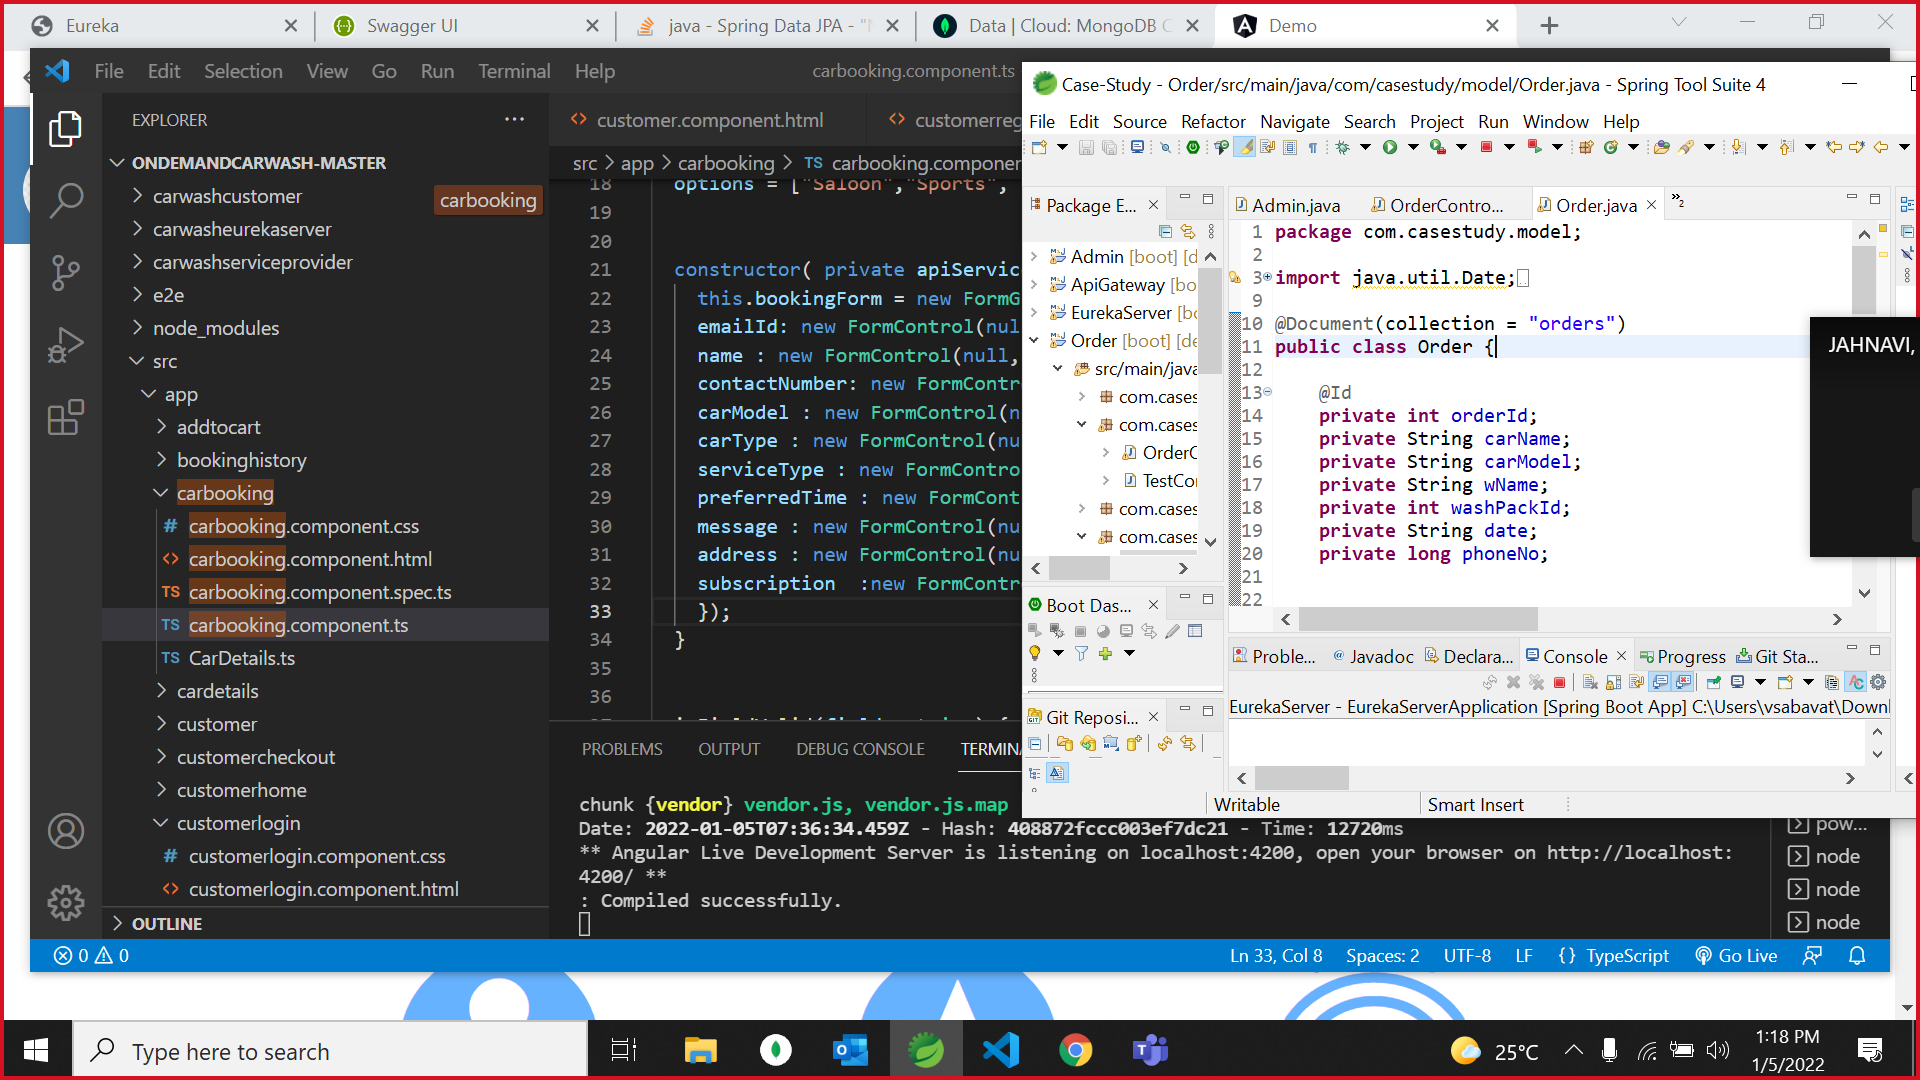 Eureka
Swagger UI
java - Spring Data JPA - "
Data | Cloud: MongoDB C
Demo
File Edit Selection View Go Run Terminal Help
carbooking.component.ts
EXPLORER
ONDEMANDCARWASH-MASTER
carwashcustomer
carbooking
carwasheurekaserver
carwashserviceprovider
e2e
node_modules
src
app
addtocart
bookinghistory
carbooking
carbooking.component.css
carbooking.component.html
carbooking.component.spec.ts
carbooking.component.ts
CarDetails.ts
cardetails
customer
customercheckout
customerhome
customerlogin
customerlogin.component.css
customerlogin.component.html
OUTLINE
customer.component.html
customerreg
src > app > carbooking > TS carbooking.componen
18 options = ["Saloon","Sports",
19
20
21 constructor( private apiServic
22 this.bookingForm = new FormG
23 emailId: new FormControl(nul
24 name : new FormControl(null,
25 contactNumber: new FormContr
26 carModel : new FormControl(n
27 carType : new FormControl(nu
28 serviceType : new FormContro
29 preferredTime : new FormCont
30 message : new FormControl(nu
31 address : new FormControl(nu
32 subscription :new FormContr
33 });
34 }
35
36
PROBLEMS OUTPUT DEBUG CONSOLE TERMINA
chunk {vendor} vendor.js, vendor.js.map
Date: 2022-01-05T07:36:34.459Z - Hash: 408872fccc003ef7dc21 - Time: 12720ms
** Angular Live Development Server is listening on localhost:4200, open your browser on http://localhost:
4200/ **
: Compiled successfully.
pow...
node
node
node
0 0
Ln 33, Col 8 Spaces: 2 UTF-8 LF {} TypeScript Go Live
Case-Study - Order/src/main/java/com/casestudy/model/Order.java - Spring Tool Suite 4
File Edit Source Refactor Navigate Search Project Run Window Help
Package E...
Admin [boot] [d
ApiGateway [bo
EurekaServer [bo
Order [boot] [de
src/main/java
com.cases
com.cases
OrderC
TestCo
com.cases
com.cases
Boot Das...
Git Reposi...
Admin.java OrderContro... Order.java »2
1 package com.casestudy.model;
2
3 import java.util.Date;
9
10 @Document(collection = "orders")
11 public class Order {
12
13 @Id
14 private int orderId;
15 private String carName;
16 private String carModel;
17 private String wName;
18 private int washPackId;
19 private String date;
20 private long phoneNo;
21
22
Proble... Javadoc Declara... Console Progress Git Sta...
EurekaServer - EurekaServerApplication [Spring Boot App] C:\Users\vsabavat\Downl
Writable Smart Insert
JAHNAVI,
Type here to search
25°C
1:18 PM
1/5/2022